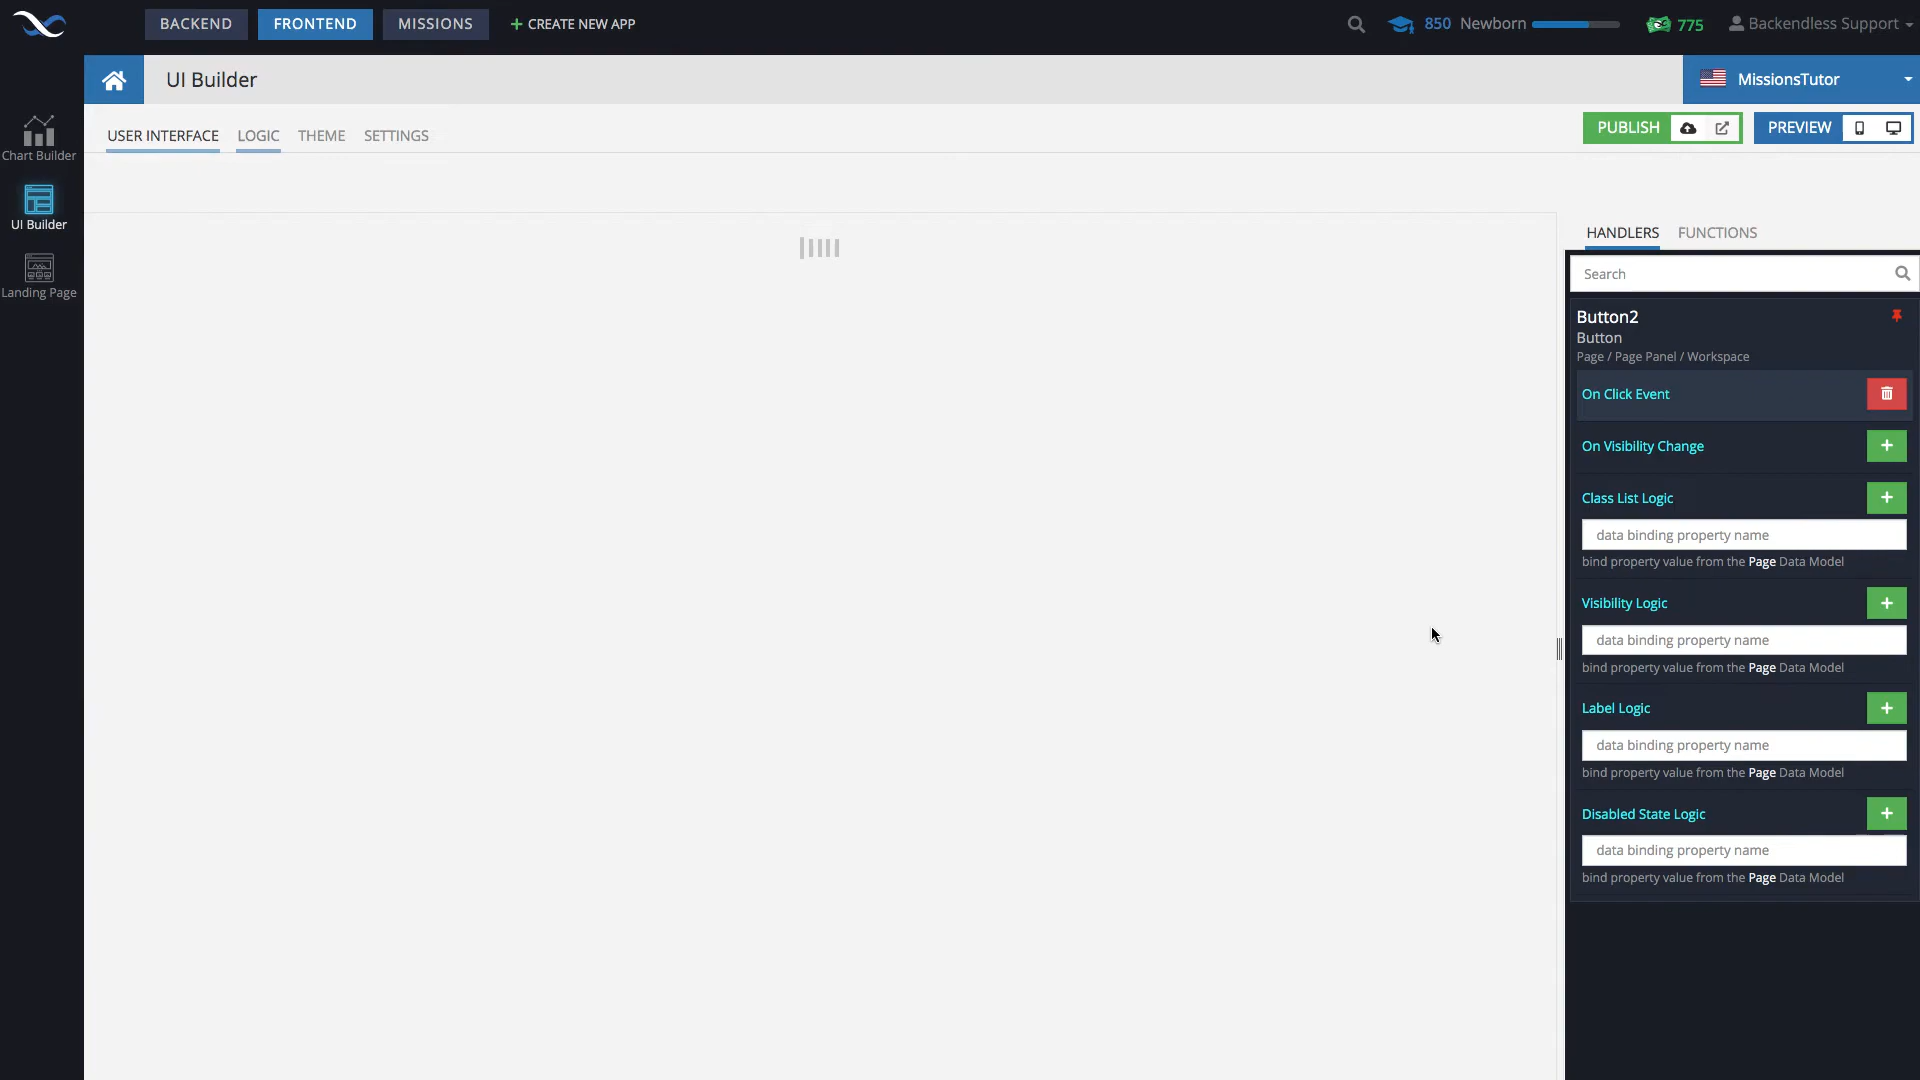 BACKEND
FRONTEND
MISSIONS
+ CREATE NEW APP
850
Newborn
775
Backendless Support
UI Builder
MissionsTutor
USER INTERFACE
LOGIC
THEME
SETTINGS
PUBLISH
PREVIEW
Chart Builder
UI Builder
Landing Page
HANDLERS
FUNCTIONS
Search
Button2
Button
Page / Page Panel / Workspace
On Click Event
On Visibility Change
Class List Logic
data binding property name
bind property value from the Page Data Model
Visibility Logic
data binding property name
bind property value from the Page Data Model
Label Logic
data binding property name
bind property value from the Page Data Model
Disabled State Logic
data binding property name
bind property value from the Page Data Model